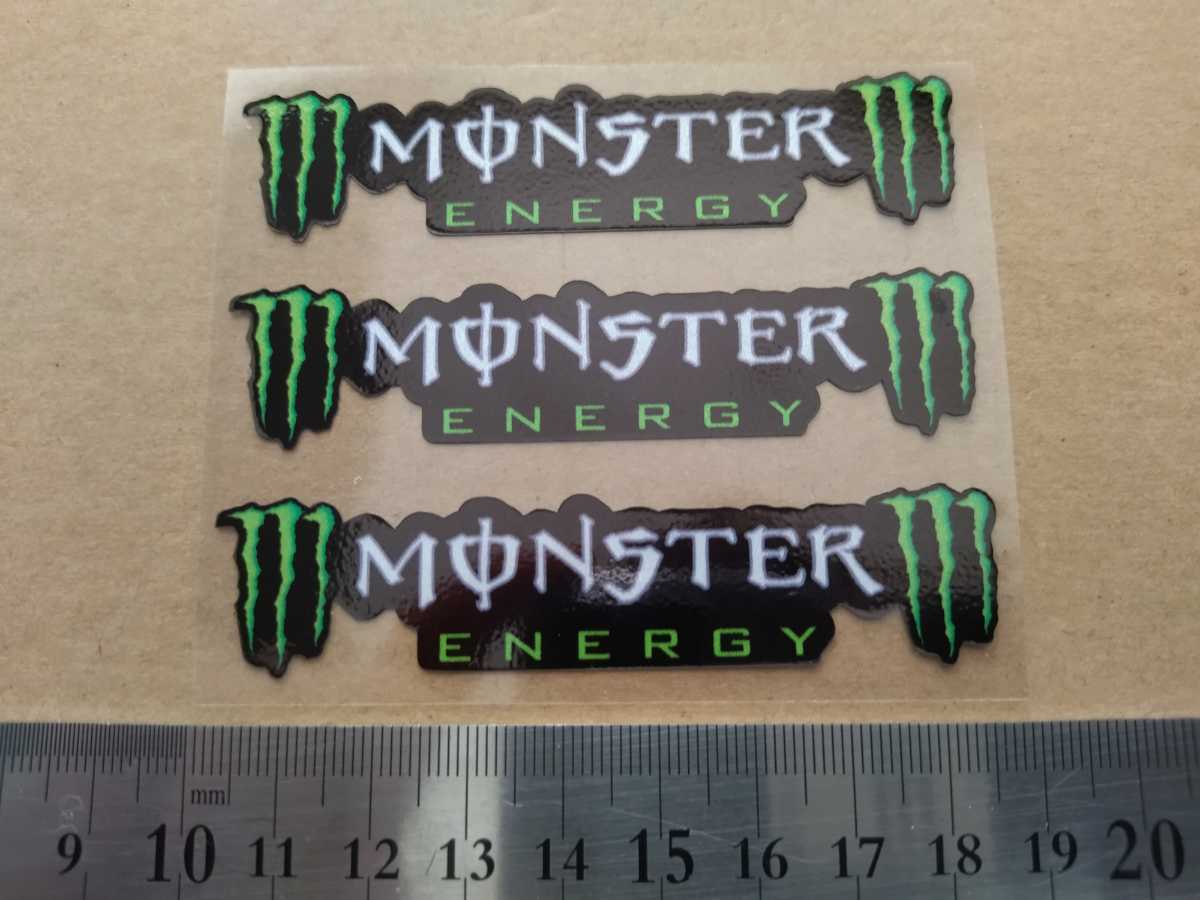 MONSTER
ENERGY
MONSTER
ENERGY
MONSTER
ENERGY
mm
9 10 11 12 13 14 15 16 17 18 19 20